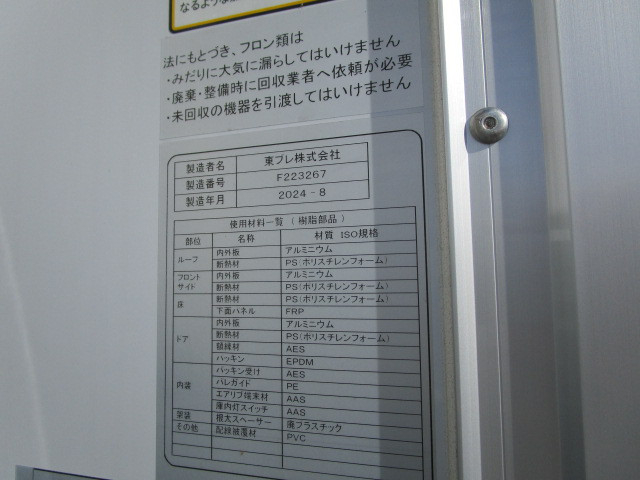 なるような
法にもとづき、フロン類は
・みだりに大気に漏らしてはいけません
・廃棄・整備時に回収業者へ依頼が必要
・未回収の機器を引渡してはいけません
製造者名 東プレ株式会社
製造番号 F223267
製造年月 2024 - 8
使用材料一覧 ( 樹脂部品 )
部位 名称 材質 ISO規格
ルーフ 内外板 アルミニウム
断熱材 PS(ポリスチレンフォーム)
フロント サイド 内外板 アルミニウム
断熱材 PS(ポリスチレンフォーム)
床 断熱材 PS(ポリスチレンフォーム)
下面パネル FRP
ドア 内外板 アルミニウム
断熱材 PS(ポリスチレンフォーム)
額縁材 AES
パッキン EPDM
内装 パッキン受け AES
バレガイド PE
エアリブ端末材 AAS
庫内灯スイッチ AAS
架装 根太スペーサー 廃プラスチック
その他 配線被覆材 PVC